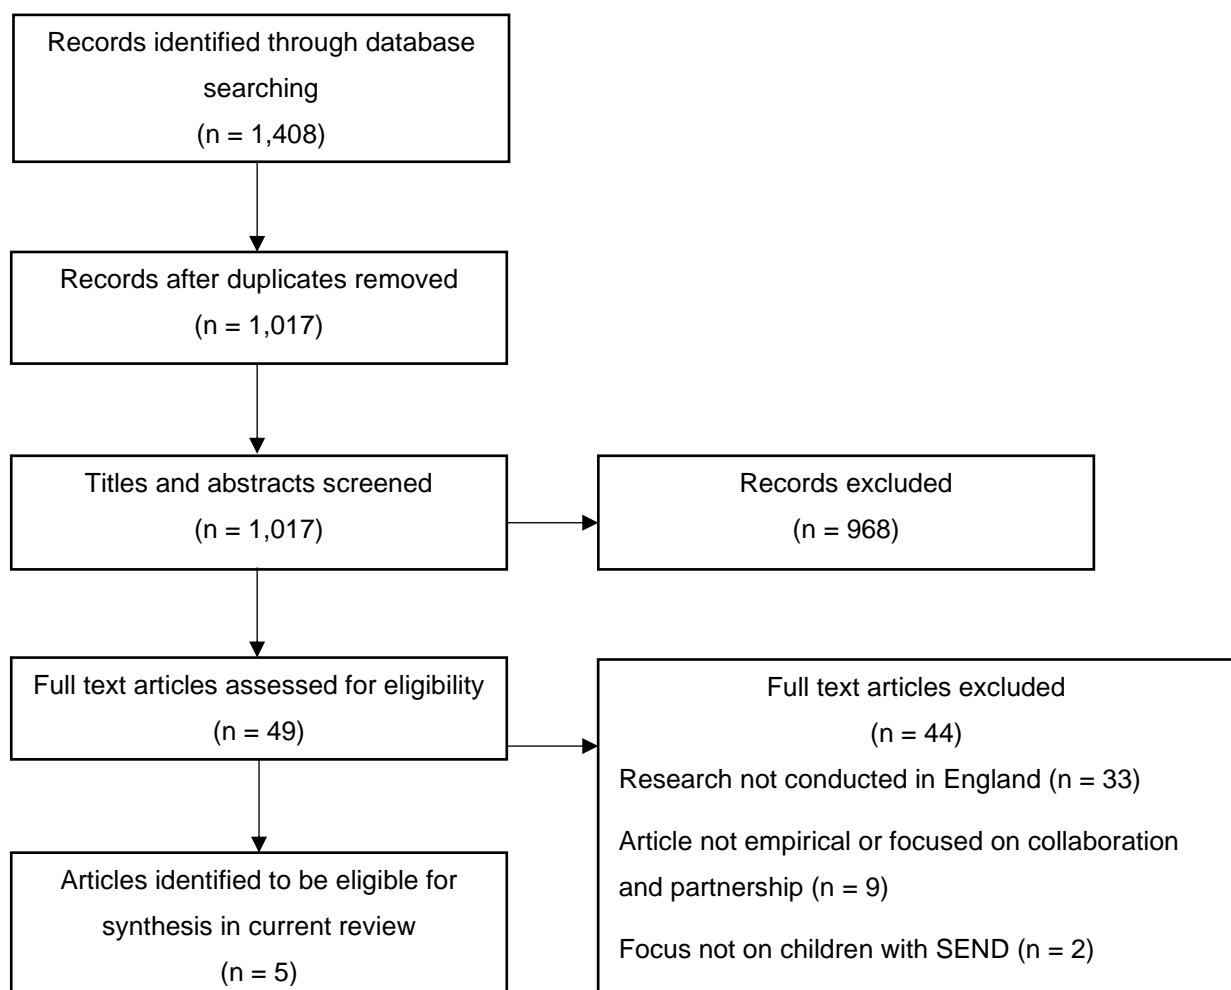 Records identified through database
searching
(n = 1,408)
Records after duplicates removed
(n = 1,017)
Titles and abstracts screened
(n = 1,017)
Records excluded
(n = 968)
Full text articles assessed for eligibility
(n = 49)
Full text articles excluded
(n = 44)
Research not conducted in England (n = 33)
Article not empirical or focused on collaboration
and partnership (n = 9)
Focus not on children with SEND (n = 2)
Articles identified to be eligible for
synthesis in current review
(n = 5)